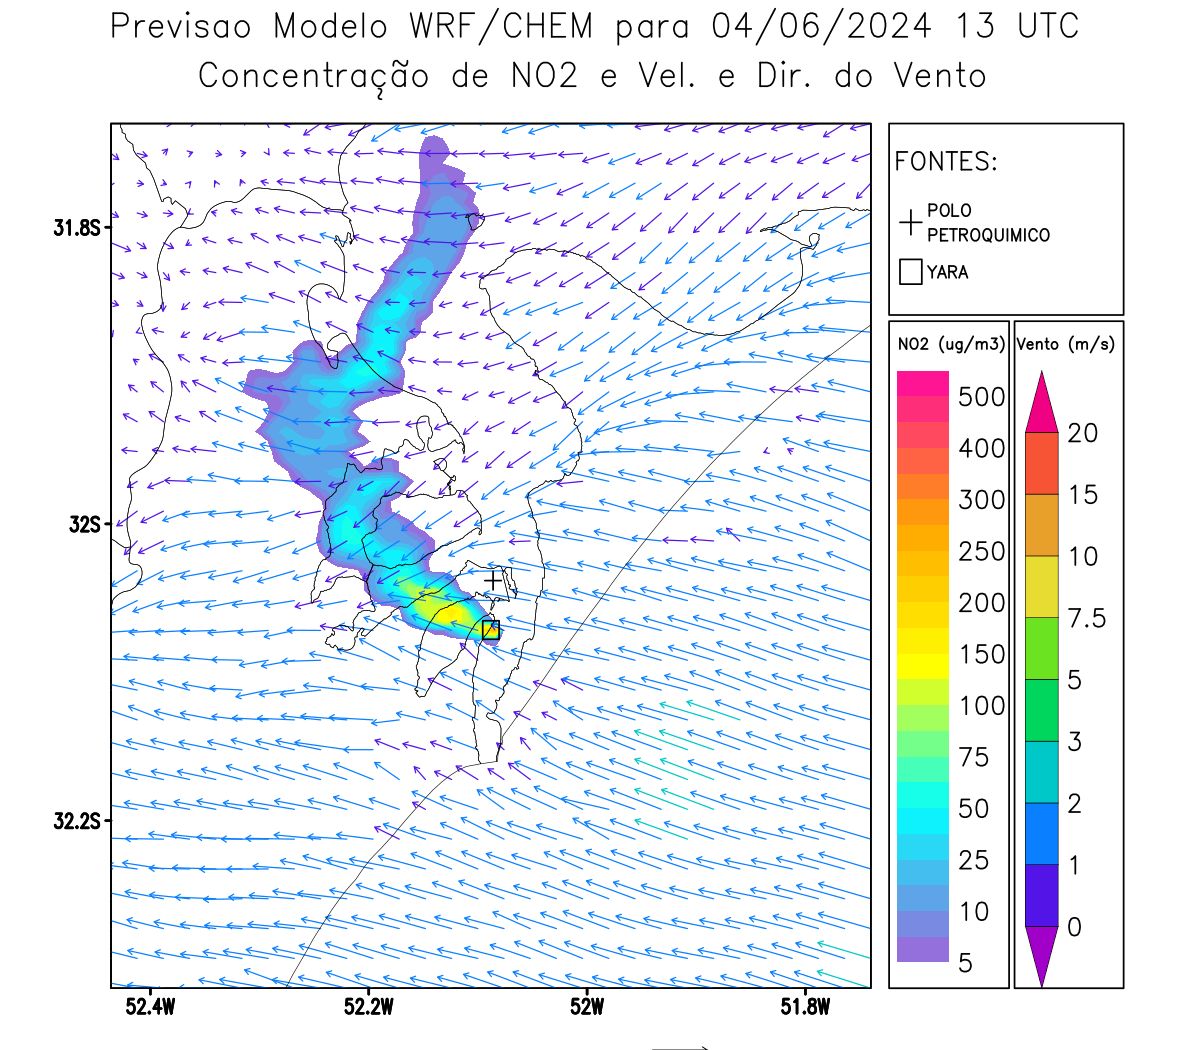 Previsao Modelo WRF/CHEM para 04/06/2024 13 UTC
Concentração de NO2 e Vel. e Dir. do Vento
FONTES:
POLO
PETROQUIMICO
YARA
NO2 (ug/m3)
500
400
300
250
200
150
100
75
50
25
10
5
Vento (m/s)
20
15
10
7.5
5
3
2
1
0
31.8S
32S
32.2S
52.4W
52.2W
52W
51.8W